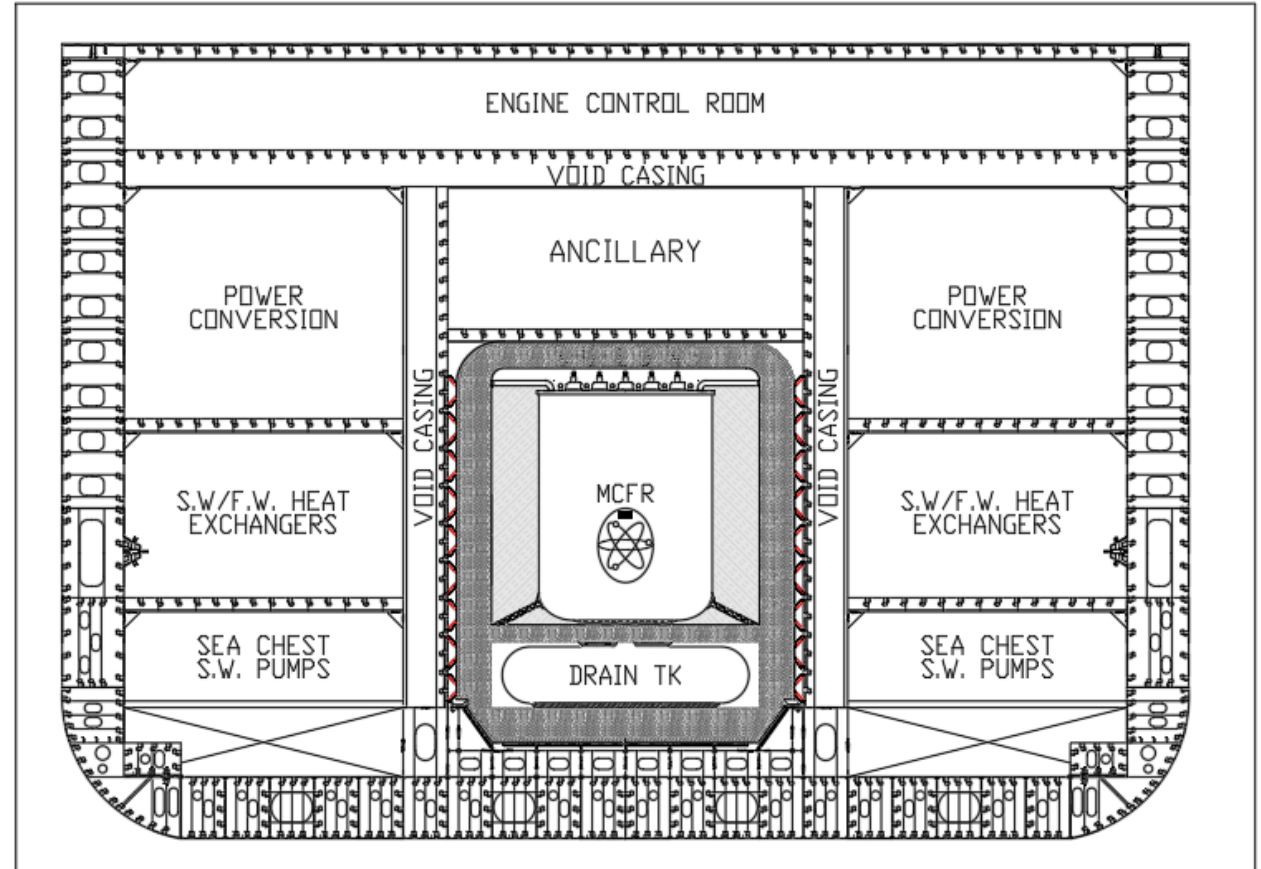 ENGINE CONTROL ROOM
VOID CASING
ANCILLARY
POWER
CONVERSION
POWER
CONVERSION
VOID CASING
VOID CASING
MCFR
S.W/F.W. HEAT
EXCHANGERS
S.W/F.W. HEAT
EXCHANGERS
SEA CHEST
S.W. PUMPS
DRAIN TK
SEA CHEST
S.W. PUMPS